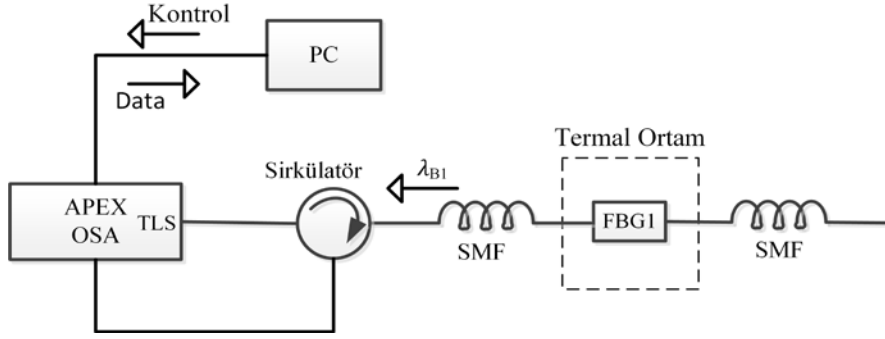 Kontrol
PC
Data
Termal Ortam
Sirkülatör
λB1
APEX
OSA
TLS
FBG1
SMF
SMF